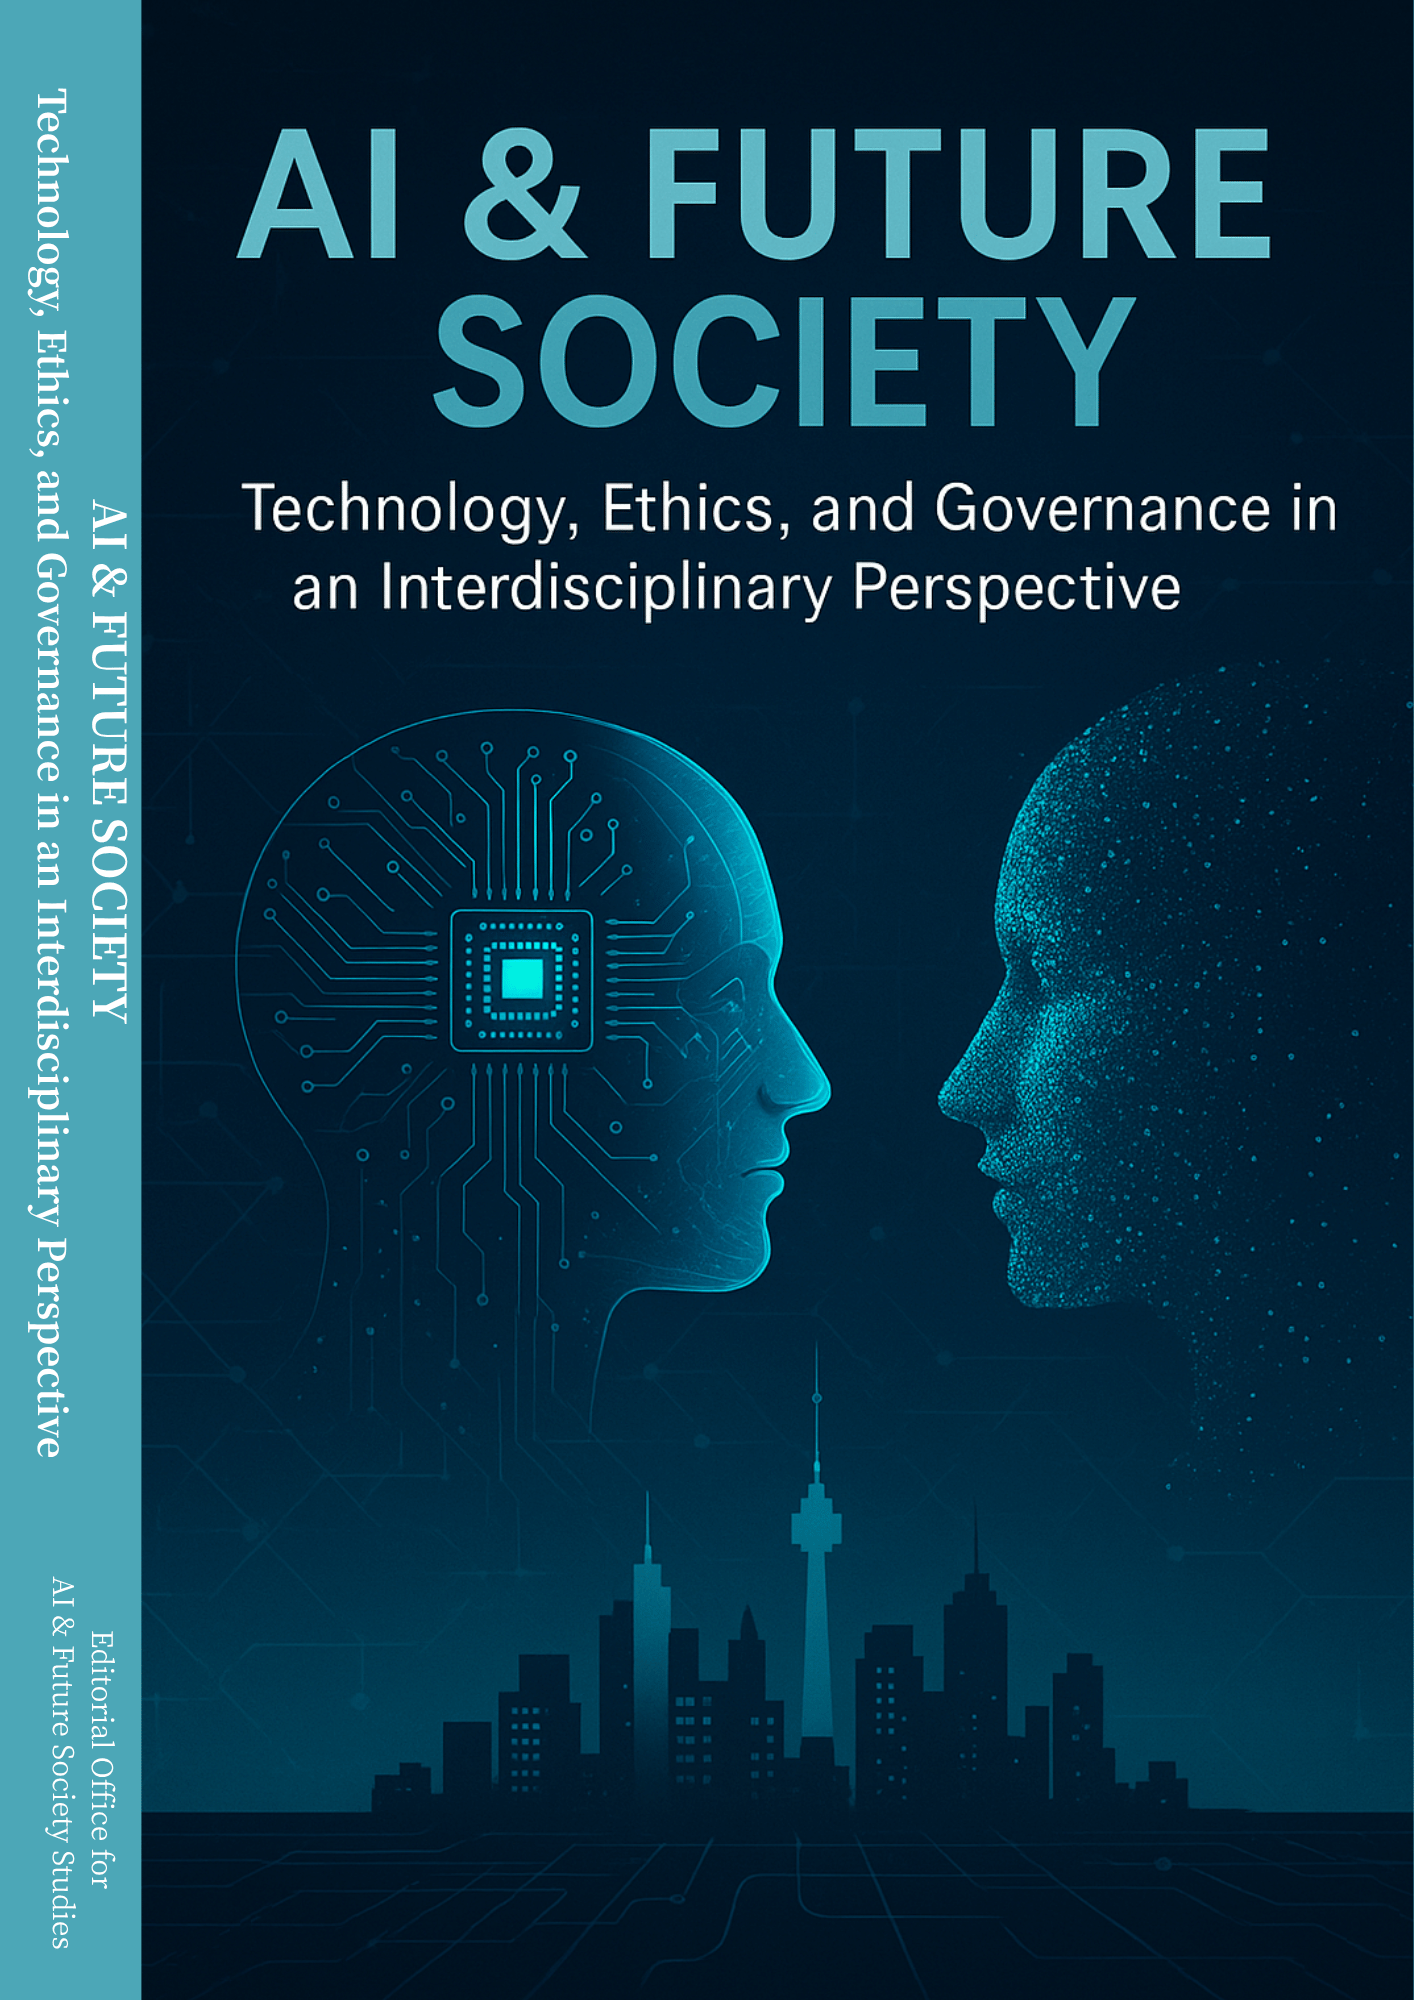 AI & FUTURE
SOCIETY
Technology, Ethics, and Governance in
an Interdisciplinary Perspective
AI & FUTURE SOCIETY
Technology, Ethics, and Governance in an Interdisciplinary Perspective
Editorial Office for
AI & Future Society Studies